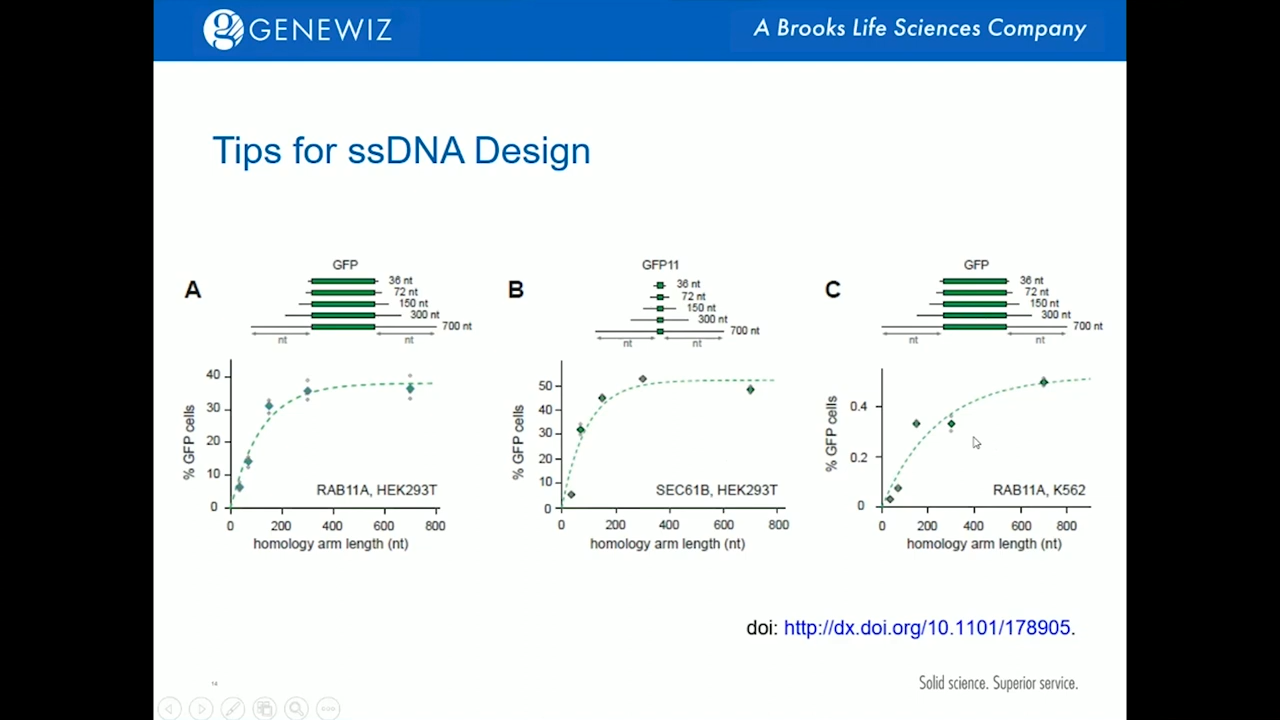 GENEWIZ
A Brooks Life Sciences Company
Tips for ssDNA Design
A
GFP
36 nt
72 nt
150 nt
300 nt
700 nt
nt nt
% GFP cells
40
30
20
10
0
RAB11A, HEK293T
0 200 400 600 800
homology arm length (nt)
B
GFP11
36 nt
72 nt
150 nt
300 nt
700 nt
nt nt
% GFP cells
50
40
30
20
10
0
SEC61B, HEK293T
0 200 400 600 800
homology arm length (nt)
C
GFP
36 nt
72 nt
150 nt
300 nt
700 nt
nt nt
% GFP cells
0.4
0.2
0
RAB11A, K562
0 200 400 600 800
homology arm length (nt)
doi: http://dx.doi.org/10.1101/178905.
14
Solid science. Superior service.